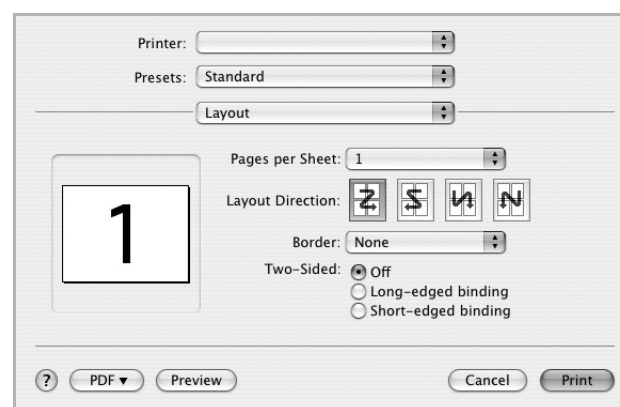 Printer:
Presets: Standard
Layout
Pages per Sheet: 1
1
Layout Direction:
Border: None
Two-Sided: Off
Long-edged binding
Short-edged binding
? PDF▼ Preview Cancel Print